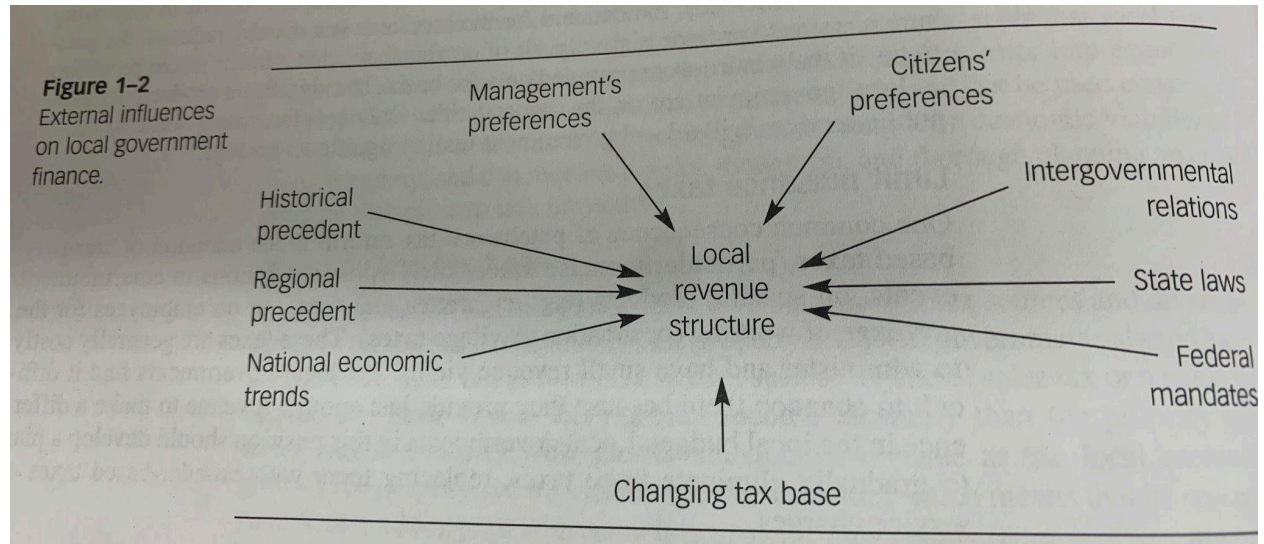 Figure 1–2
External influences
on local government
finance.
Management's
preferences
Citizens'
preferences
Historical
precedent
Intergovernmental
relations
Regional
precedent
Local
revenue
structure
State laws
National economic
trends
Federal
mandates
Changing tax base